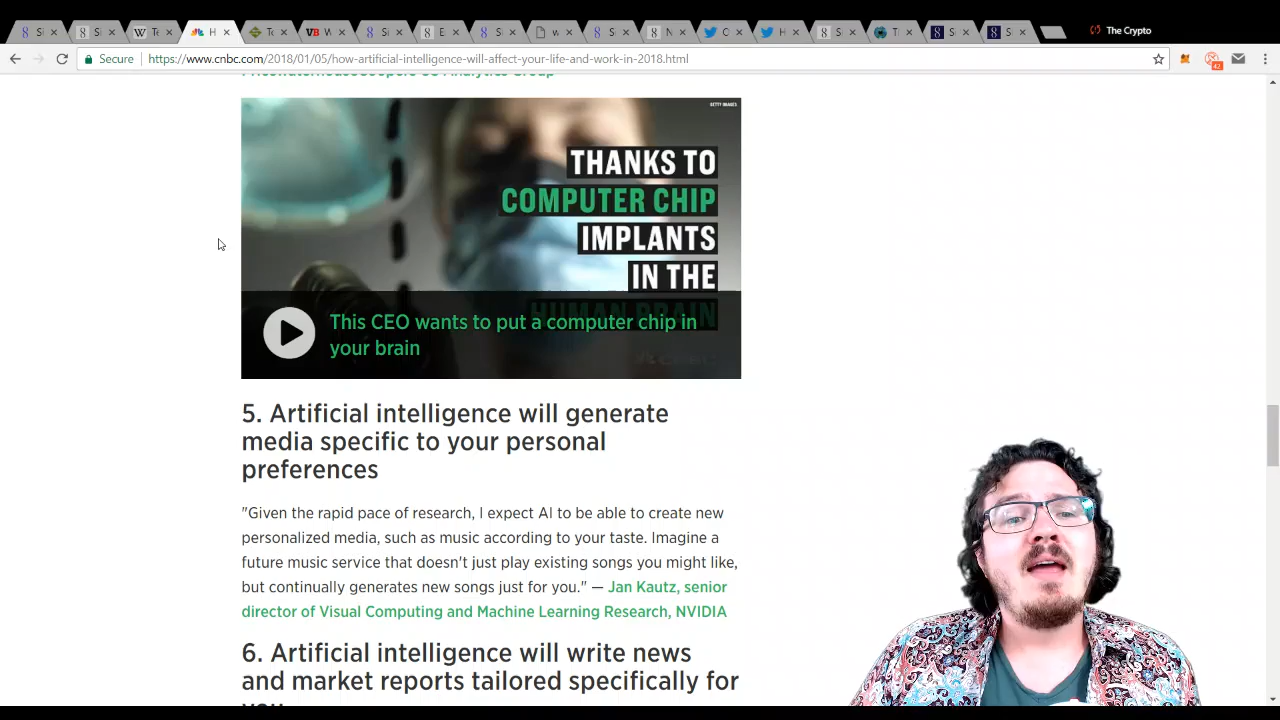 The Crypto
Secure
https://www.cnbc.com/2018/01/05/how-artificial-intelligence-will-affect-your-life-and-work-in-2018.html
42
GETTY IMAGES
THANKS TO
COMPUTER CHIP
IMPLANTS
IN THE
HUMAN BRAIN
This CEO wants to put a computer chip in
your brain
5. Artificial intelligence will generate
media specific to your personal
preferences
"Given the rapid pace of research, I expect AI to be able to create new
personalized media, such as music according to your taste. Imagine a
future music service that doesn't just play existing songs you might like,
but continually generates new songs just for you." — Jan Kautz, senior
director of Visual Computing and Machine Learning Research, NVIDIA
6. Artificial intelligence will write news
and market reports tailored specifically for